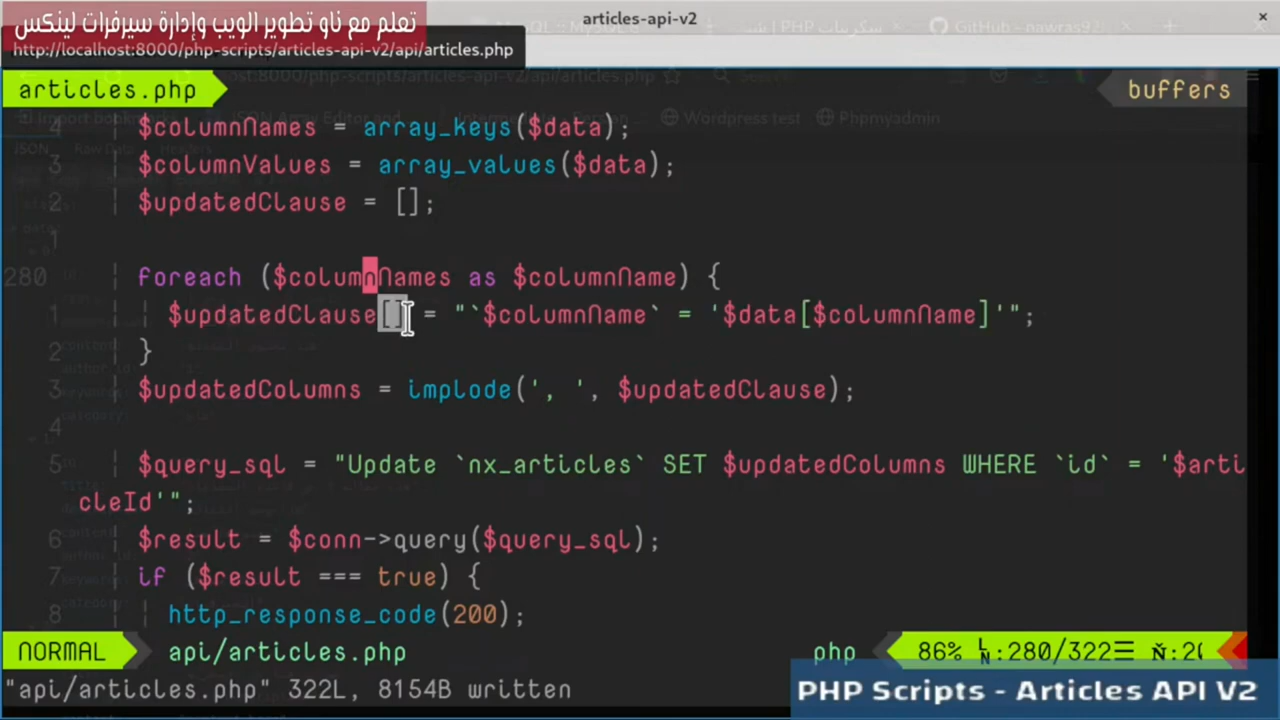 articles-api-v2
تعلم مع ناو تطوير الويب وإدارة سيرفرات لينكس
http://localhost:8000/php-scripts/articles-api-v2/api/articles.php
articles.php
buffers
Wordpress test
Phpmyadmin
4 $columnNames = array_keys($data);
3 $columnValues = array_values($data);
2 $updatedClause = [];
1
280 foreach ($columnNames as $columnName) {
1 $updatedClause[] = "`$columnName` = '$data[$columnName]'";
2 }
3 $updatedColumns = implode(', ', $updatedClause);
4
5 $query_sql = "Update `nx_articles` SET $updatedColumns WHERE `id` = '$arti
cleId'";
6 $result = $conn->query($query_sql);
7 if ($result === true) {
8 http_response_code(200);
NORMAL api/articles.php php 86% LN:280/322
"api/articles.php" 322L, 8154B written
PHP Scripts - Articles API V2